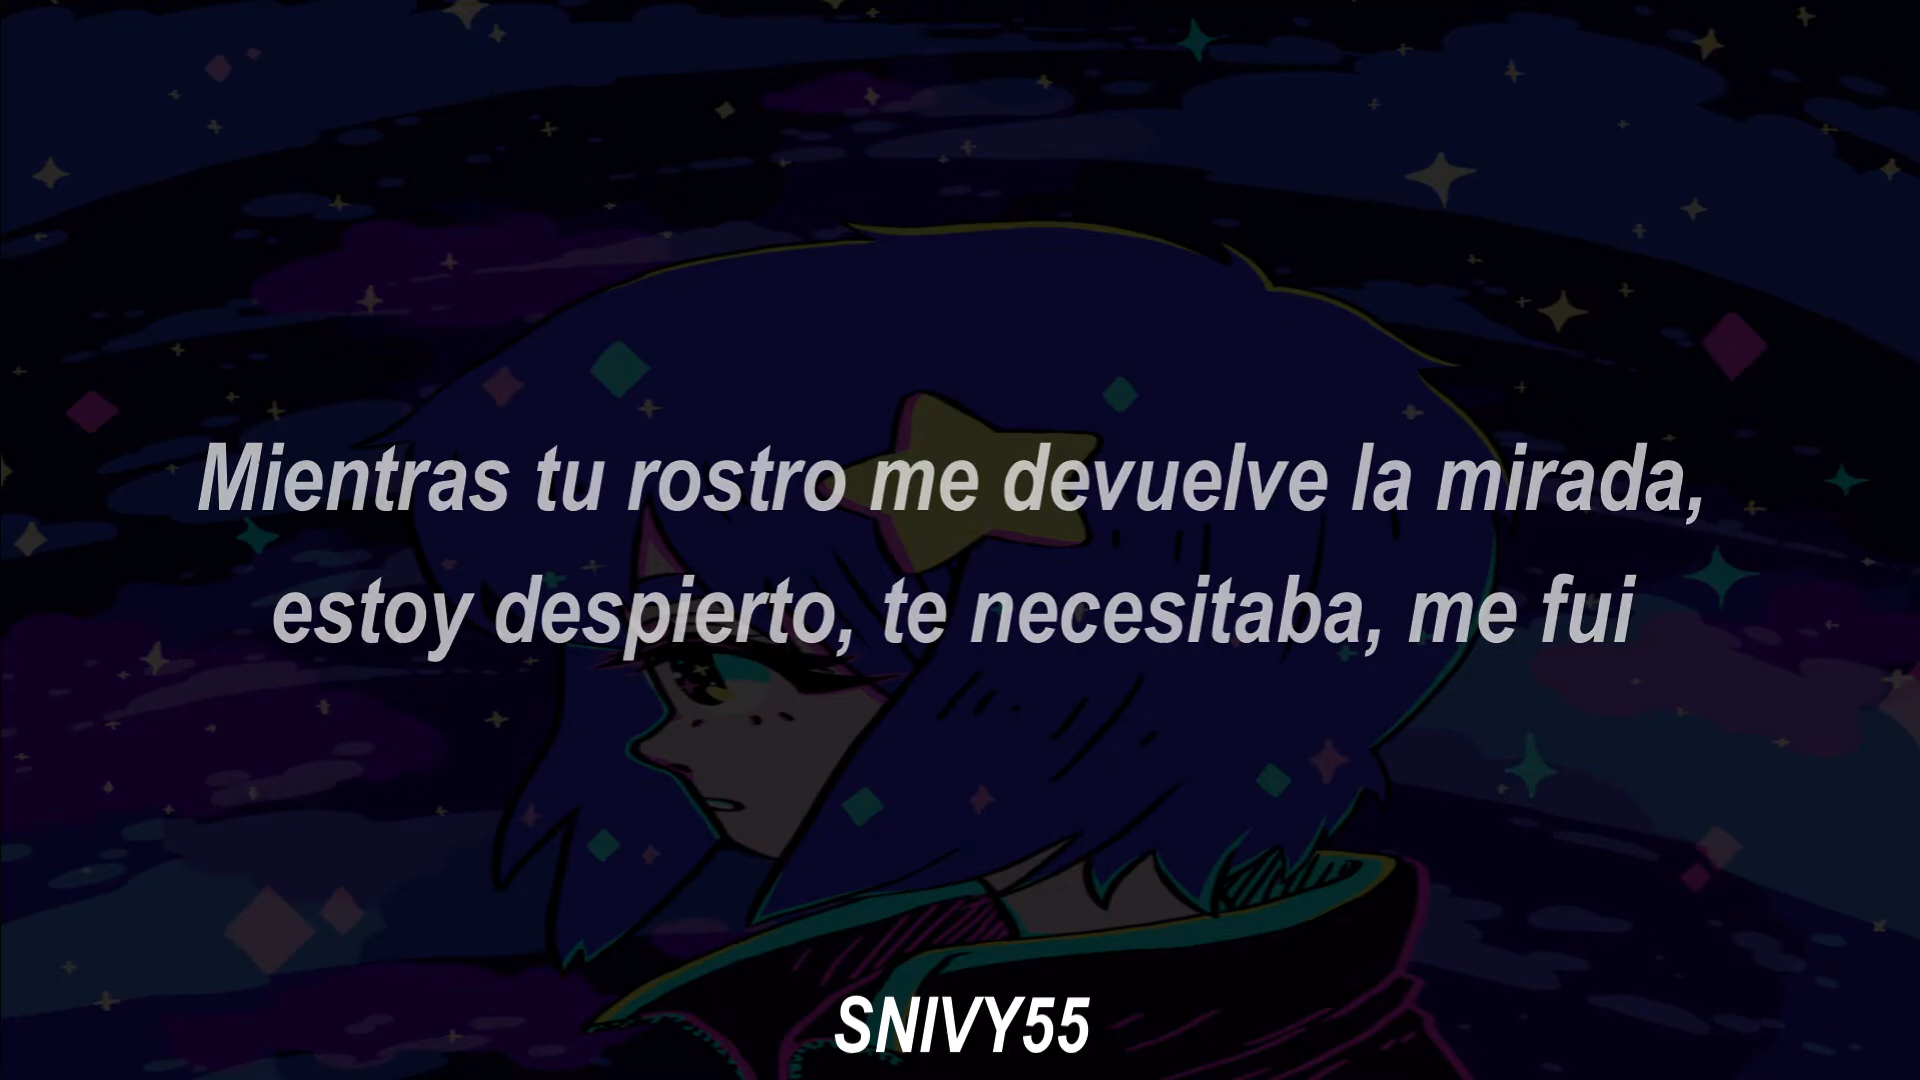 Mientras tu rostro me devuelve la mirada,
estoy despierto, te necesitaba, me fui
SNIVY55